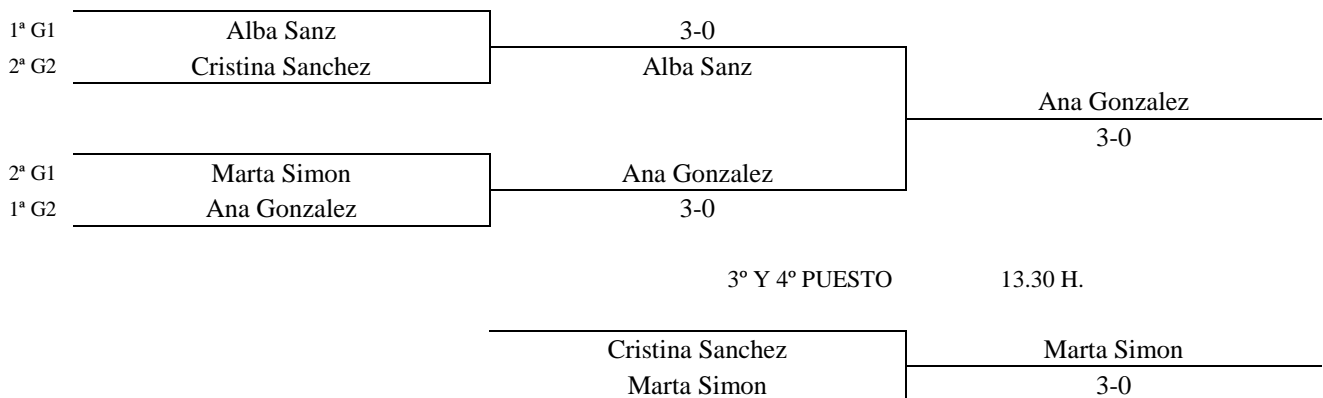 1ª G1 Alba Sanz 3-0
2ª G2 Cristina Sanchez Alba Sanz
Ana Gonzalez
3-0
2ª G1 Marta Simon Ana Gonzalez
1ª G2 Ana Gonzalez 3-0
3º Y 4º PUESTO 13.30 H.
Cristina Sanchez Marta Simon
Marta Simon 3-0